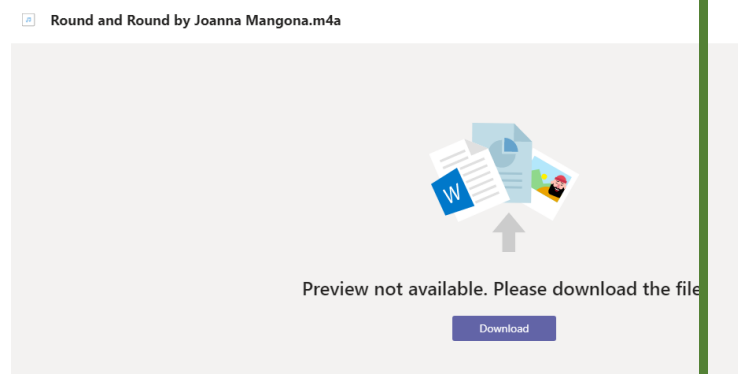 Round and Round by Joanna Mangona.m4a
W
Preview not available. Please download the file
Download